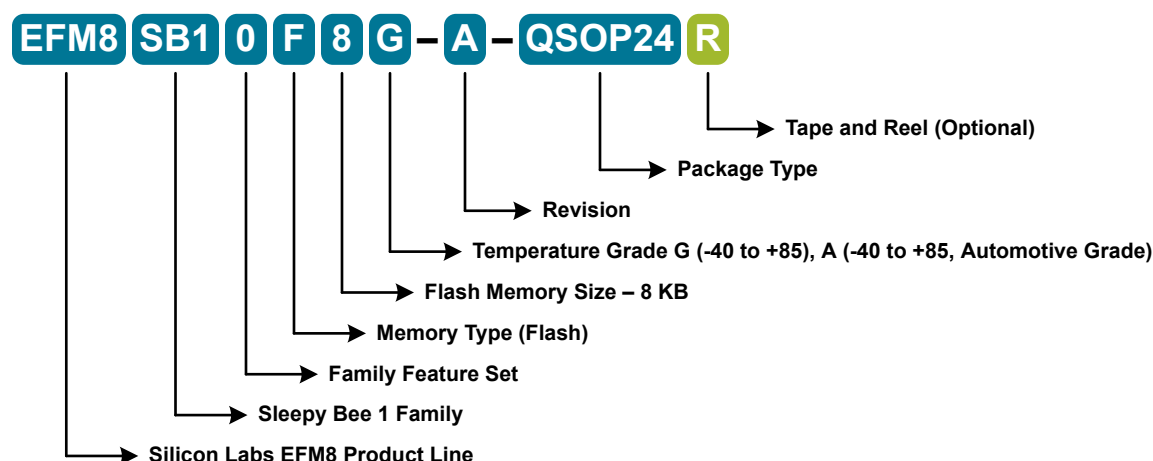 EFM8 SB1 0 F 8 G – A – QSOP24 R
Tape and Reel (Optional)
Package Type
Revision
Temperature Grade G (-40 to +85), A (-40 to +85, Automotive Grade)
Flash Memory Size – 8 KB
Memory Type (Flash)
Family Feature Set
Sleepy Bee 1 Family
Silicon Labs EFM8 Product Line